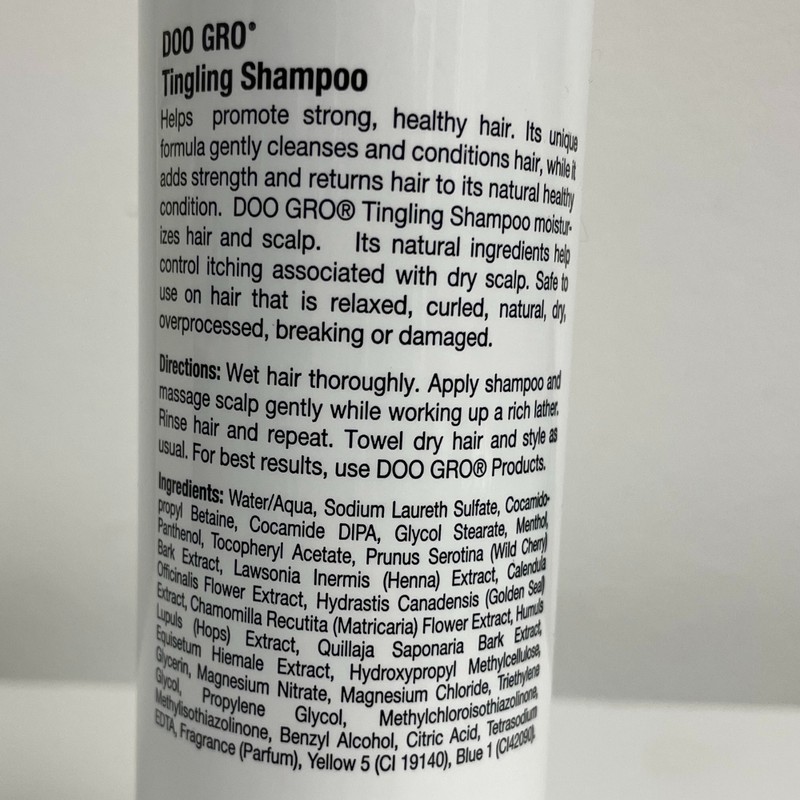 DOO GRO®
Tingling Shampoo
Helps promote strong, healthy hair. Its unique
formula gently cleanses and conditions hair, while it
adds strength and returns hair to its natural healthy
condition. DOO GRO® Tingling Shampoo moistur-
izes hair and scalp. Its natural ingredients help
control itching associated with dry scalp. Safe to
use on hair that is relaxed, curled, natural, dry,
overprocessed, breaking or damaged.
Directions: Wet hair thoroughly. Apply shampoo and
massage scalp gently while working up a rich lather.
Rinse hair and repeat. Towel dry hair and style as
usual. For best results, use DOO GRO® Products.
Ingredients: Water/Aqua, Sodium Laureth Sulfate, Cocamido-
propyl Betaine, Cocamide DIPA, Glycol Stearate, Menthol,
Panthenol, Tocopheryl Acetate, Prunus Serotina (Wild Cherry)
Bark Extract, Lawsonia Inermis (Henna) Extract, Calendula
Officinalis Flower Extract, Hydrastis Canadensis (Golden Seal)
Extract, Chamomilla Recutita (Matricaria) Flower Extract, Humuls
Lupuls (Hops) Extract, Quillaja Saponaria Bark Extract,
Equisetum Hiemale Extract, Hydroxypropyl Methylcellulose,
Glycerin, Magnesium Nitrate, Magnesium Chloride, Triethylene
Glycol, Propylene Glycol, Methylchloroisothiazolinone,
Methylisothiazolinone, Benzyl Alcohol, Citric Acid, Tetrasodium
EDTA, Fragrance (Parfum), Yellow 5 (CI 19140), Blue 1 (CI42090).